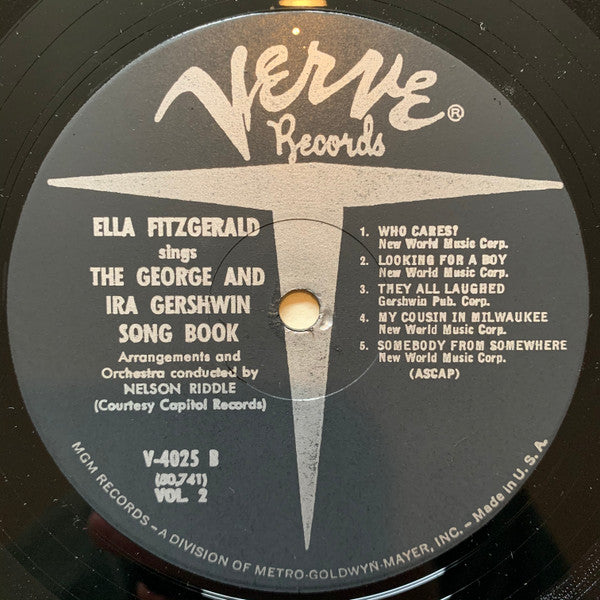 Verve®
Records
ELLA FITZGERALD
sings
THE GEORGE AND
IRA GERSHWIN
SONG BOOK
Arrangements and
Orchestra conducted by
NELSON RIDDLE
(Courtesy Capitol Records)
V-4025 B
(80,741)
VOL. 2
1. WHO CARES?
New World Music Corp.
2. LOOKING FOR A BOY
New World Music Corp.
3. THEY ALL LAUGHED
Gershwin Pub. Corp.
4. MY COUSIN IN MILWAUKEE
New World Music Corp.
5. SOMEBODY FROM SOMEWHERE
New World Music Corp.
(ASCAP)
MGM RECORDS – A DIVISION OF METRO-GOLDWYN-MAYER, INC. – Made in U.S.A.